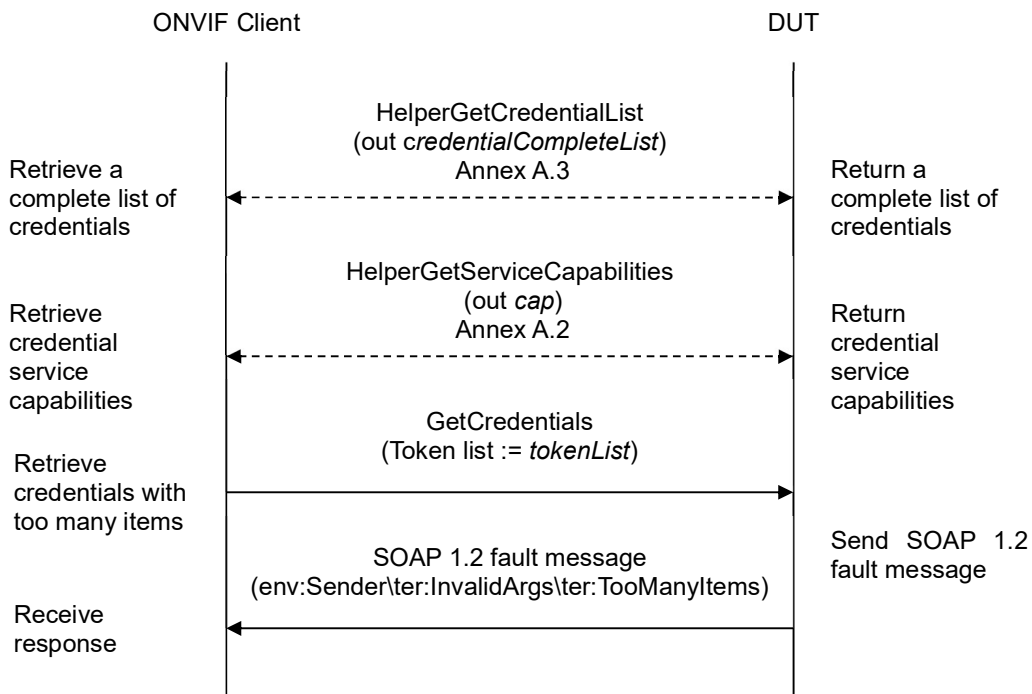 ONVIF Client
DUT
HelperGetCredentialList
(out credentialCompleteList)
Annex A.3
Retrieve a
complete list of
credentials
Return a
complete list of
credentials
HelperGetServiceCapabilities
(out cap)
Annex A.2
Retrieve
credential
service
capabilities
Return
credential
service
capabilities
GetCredentials
(Token list := tokenList)
Retrieve
credentials with
too many items
SOAP 1.2 fault message
(env:Sender\ter:InvalidArgs\ter:TooManyItems)
Send SOAP 1.2
fault message
Receive
response